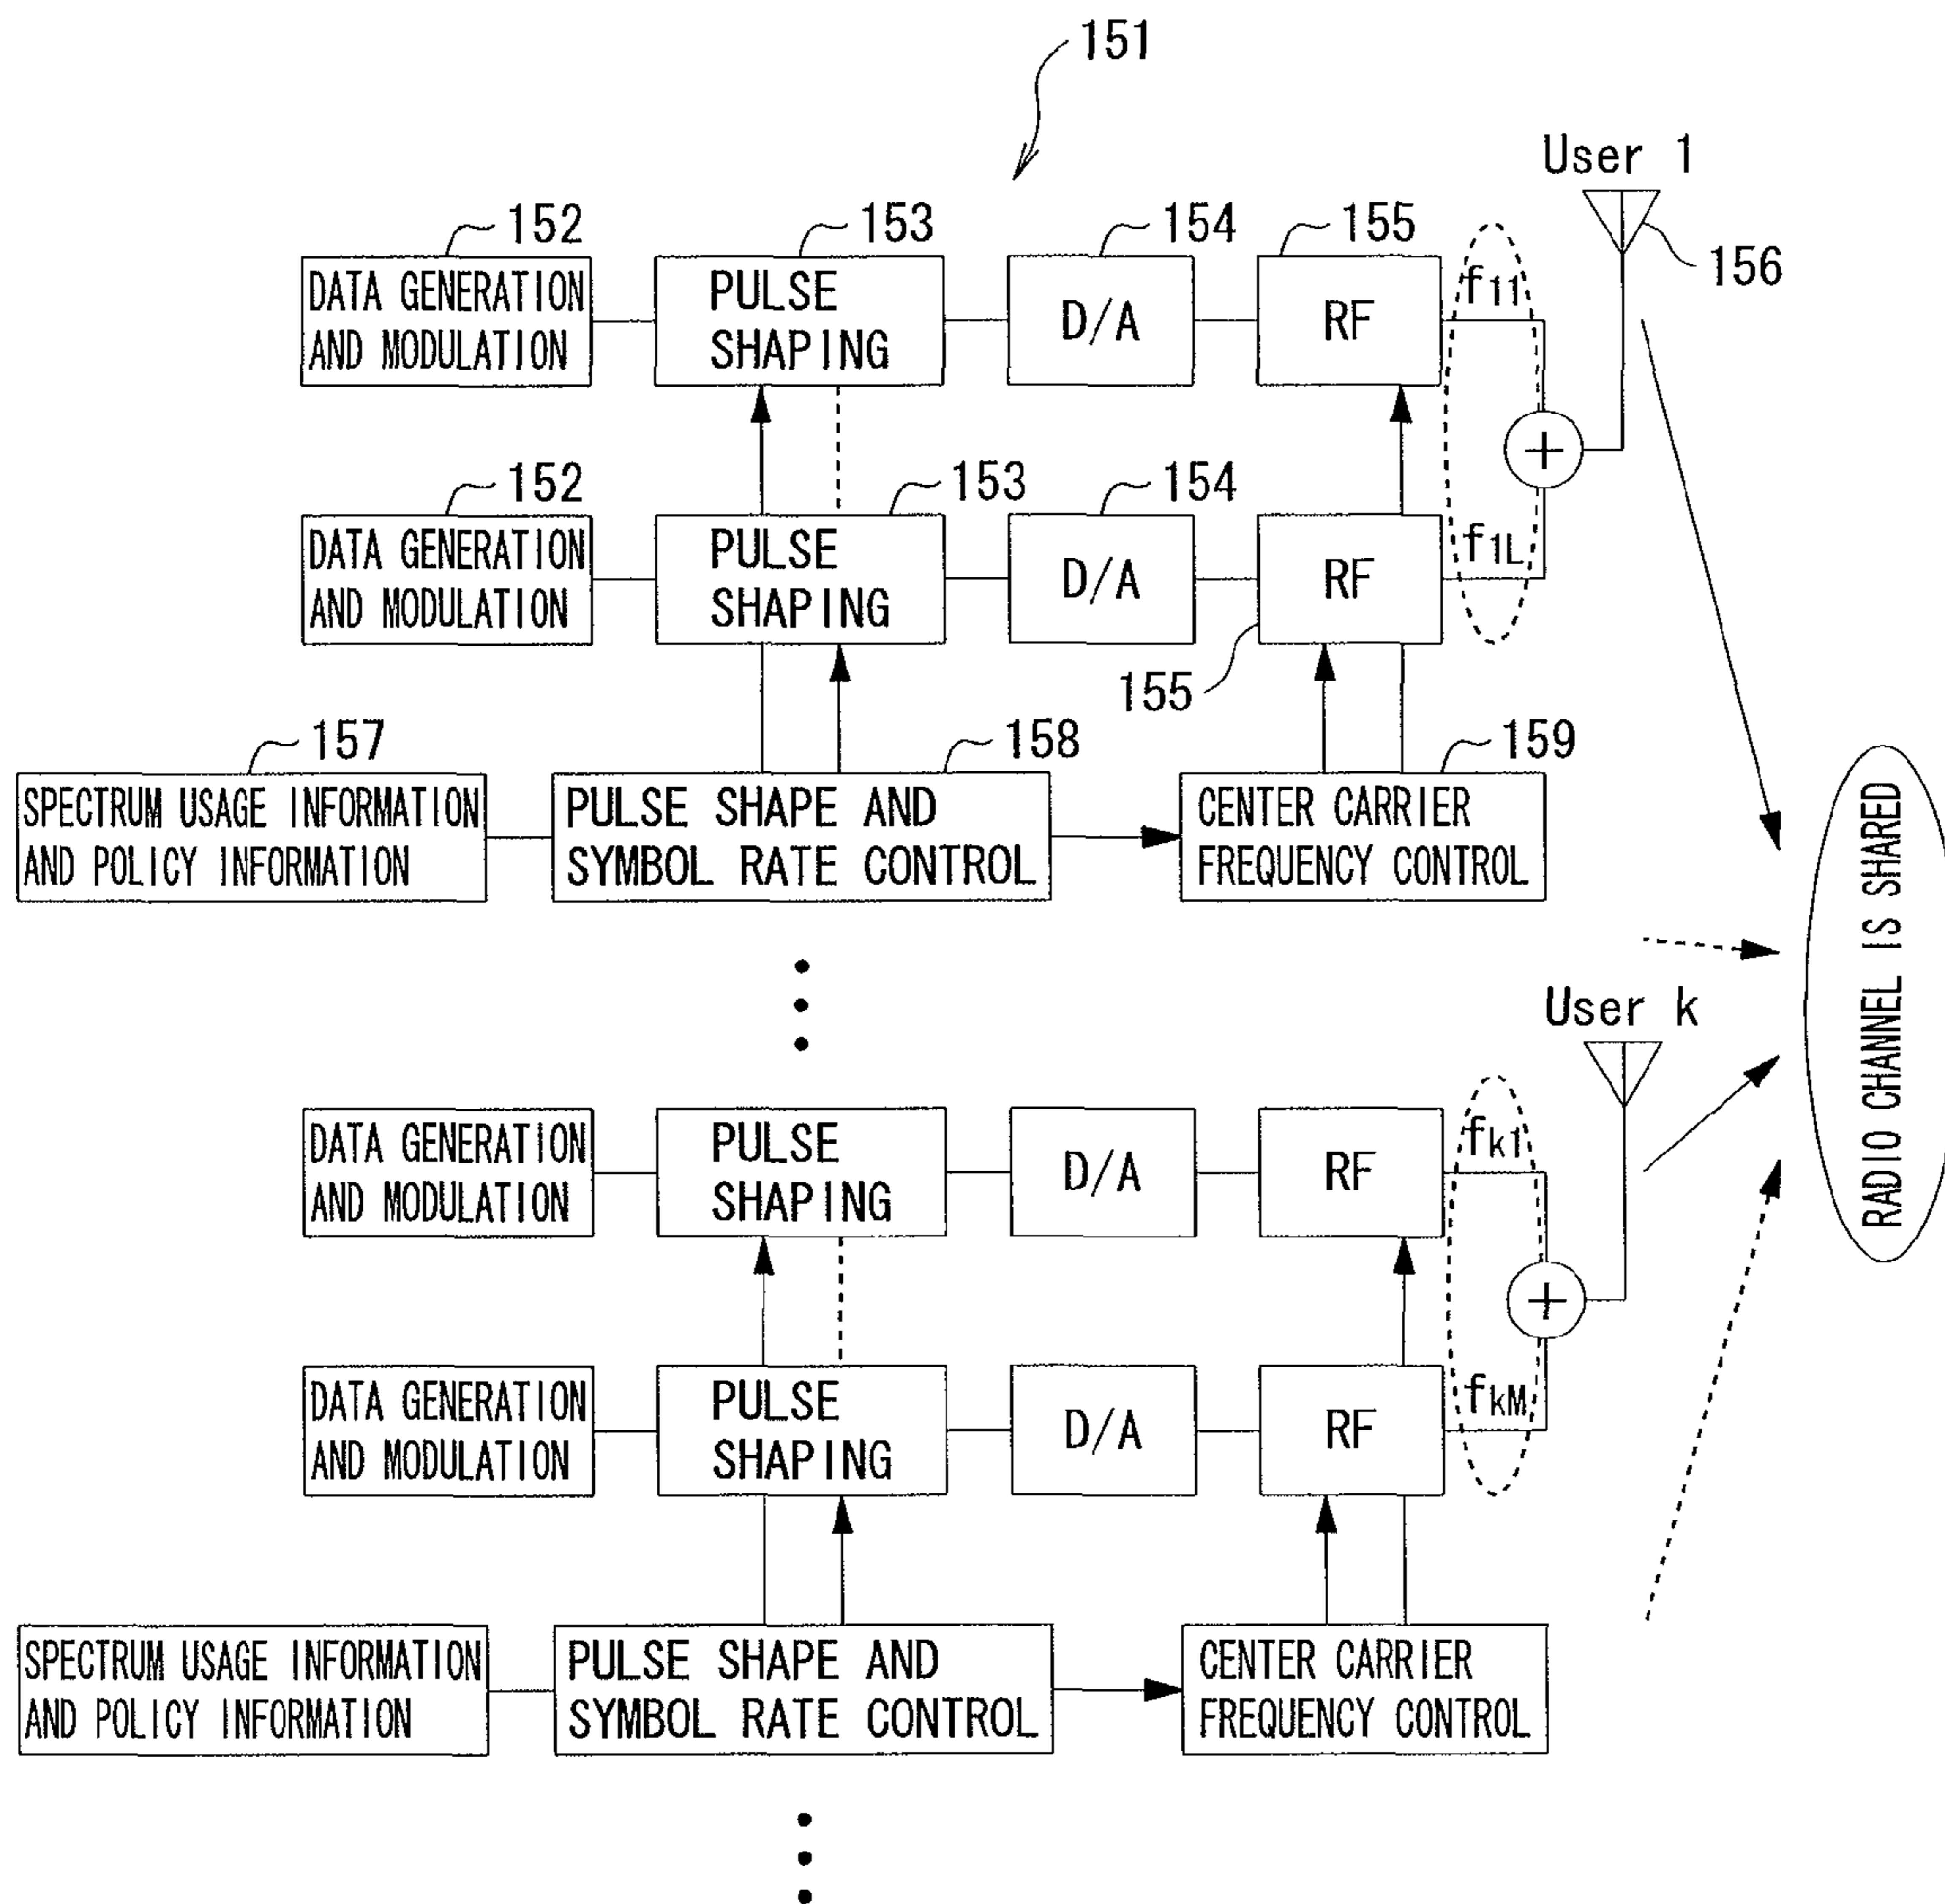 151
User 1
152
153
154
155
156
DATA GENERATION
AND MODULATION
PULSE
SHAPING
D/A
RF
f11
152
153
154
DATA GENERATION
AND MODULATION
PULSE
SHAPING
D/A
RF
f1L
155
157
158
159
SPECTRUM USAGE INFORMATION
AND POLICY INFORMATION
PULSE SHAPE AND
SYMBOL RATE CONTROL
CENTER CARRIER
FREQUENCY CONTROL
RADIO CHANNEL IS SHARED
User k
DATA GENERATION
AND MODULATION
PULSE
SHAPING
D/A
RF
fk1
DATA GENERATION
AND MODULATION
PULSE
SHAPING
D/A
RF
fkM
SPECTRUM USAGE INFORMATION
AND POLICY INFORMATION
PULSE SHAPE AND
SYMBOL RATE CONTROL
CENTER CARRIER
FREQUENCY CONTROL